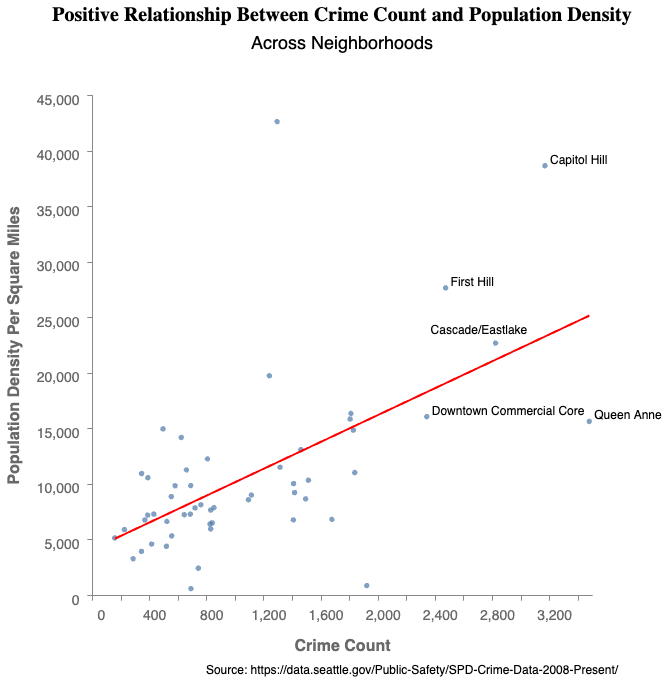 Positive Relationship Between Crime Count and Population Density
Across Neighborhoods
45,000
40,000
35,000
30,000
25,000
20,000
15,000
10,000
5,000
0
Population Density Per Square Miles
Capitol Hill
First Hill
Cascade/Eastlake
Downtown Commercial Core
Queen Anne
0 400 800 1,200 1,600 2,000 2,400 2,800 3,200
Crime Count
Source: https://data.seattle.gov/Public-Safety/SPD-Crime-Data-2008-Present/